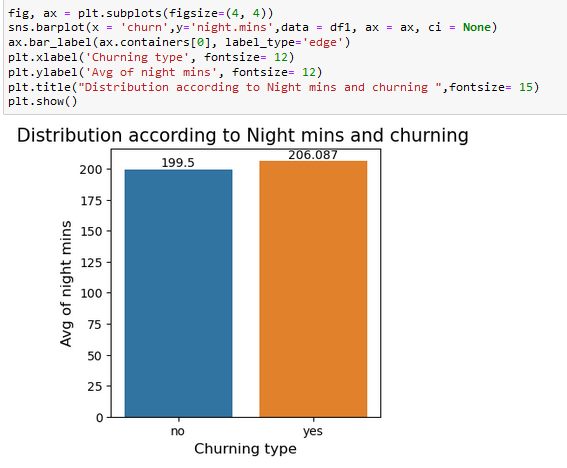 fig, ax = plt.subplots(figsize=(4, 4))
sns.barplot(x = 'churn',y='night.mins',data = df1, ax = ax, ci = None)
ax.bar_label(ax.containers[0], label_type='edge')
plt.xlabel('Churning type', fontsize= 12)
plt.ylabel('Avg of night mins', fontsize= 12)
plt.title("Distribution according to Night mins and churning ",fontsize= 15)
plt.show()
Distribution according to Night mins and churning
199.5
206.087
200
175
150
125
100
75
50
25
0
Avg of night mins
no
yes
Churning type